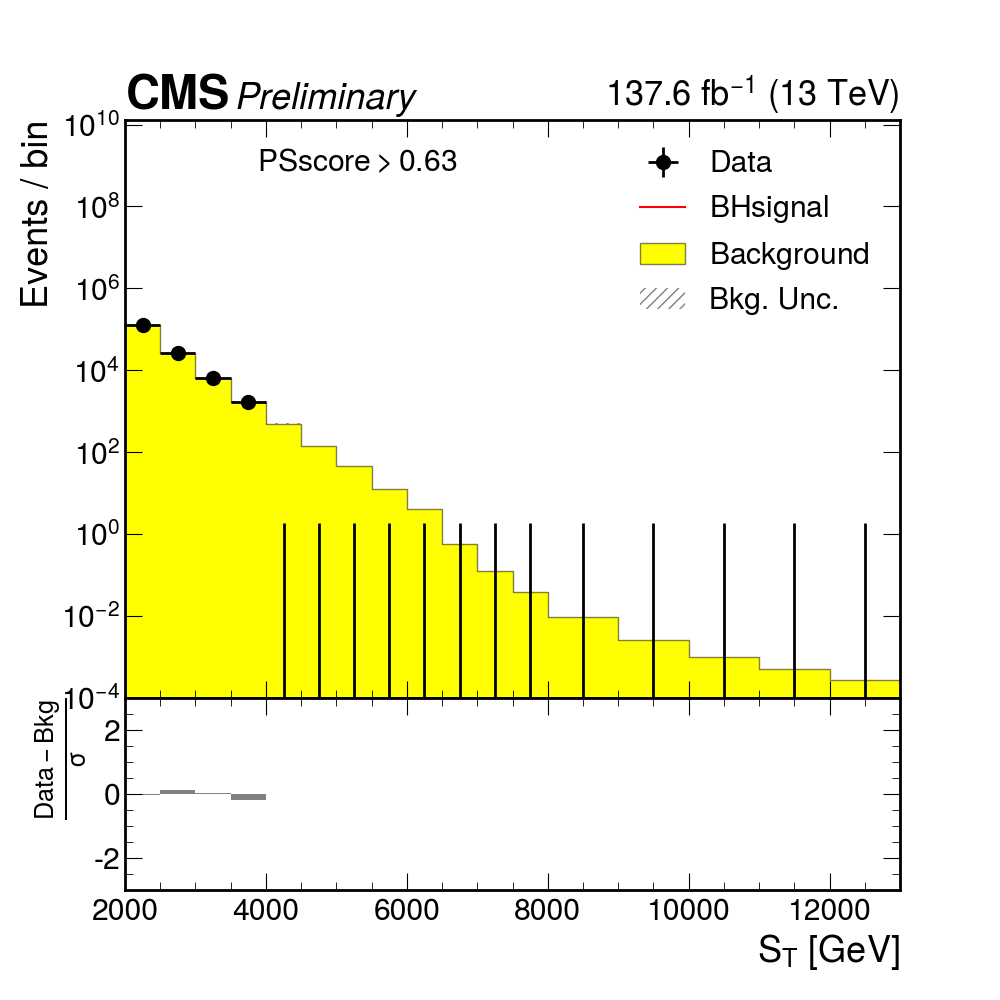 CMS Preliminary
137.6 fb⁻¹ (13 TeV)
Events / bin
PSscore > 0.63
Data
BHsignal
Background
Bkg. Unc.
10¹⁰
10⁸
10⁶
10⁴
10²
10⁰
10⁻²
10⁻⁴
Data – Bkg
σ
2
0
-2
2000 4000 6000 8000 10000 12000
S_T [GeV]